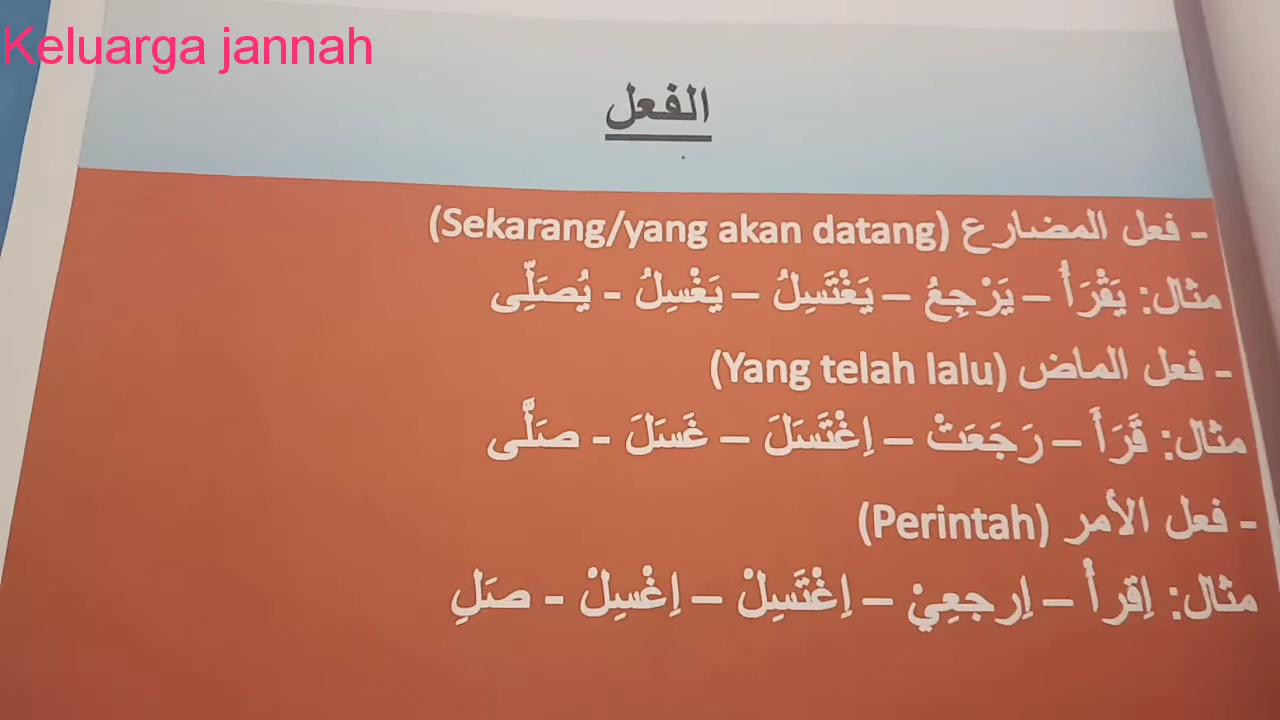 Keluarga jannah
الفعل
- فعل المضارع (Sekarang/yang akan datang)
مثال: يَقْرَأُ – يَرْجِعُ – يَغْتَسِلُ – يَغْسِلُ - يُصَلِّى
- فعل الماض (Yang telah lalu)
مثال: قَرَأَ – رَجَعَتْ – اِغْتَسَلَ – غَسَلَ - صَلَّى
- فعل الأمر (Perintah)
مثال: اِقرأْ – اِرجعِيْ – اِغْتَسِلْ – اِغْسِلْ - صَلِ